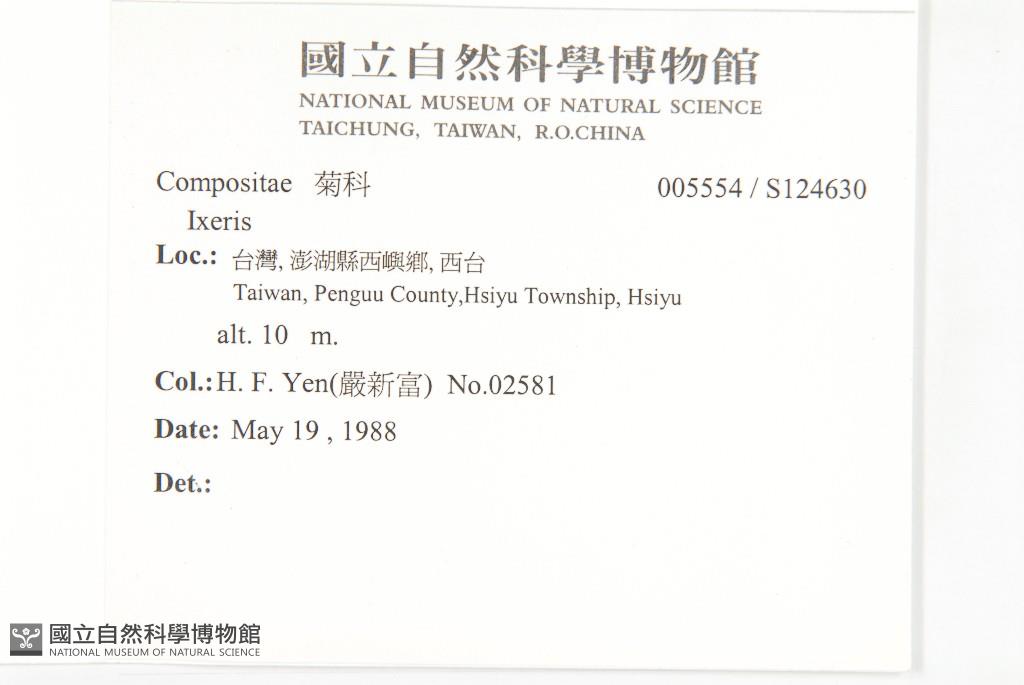 國立自然科學博物館
NATIONAL MUSEUM OF NATURAL SCIENCE
TAICHUNG, TAIWAN, R.O.CHINA
Compositae 菊科 005554 / S124630
Ixeris
Loc.: 台灣, 澎湖縣西嶼鄉, 西台
Taiwan, Penguu County,Hsiyu Township, Hsiyu
alt. 10 m.
Col.:H. F. Yen(嚴新富) No.02581
Date: May 19 , 1988
Det.:
國立自然科學博物館
NATIONAL MUSEUM OF NATURAL SCIENCE